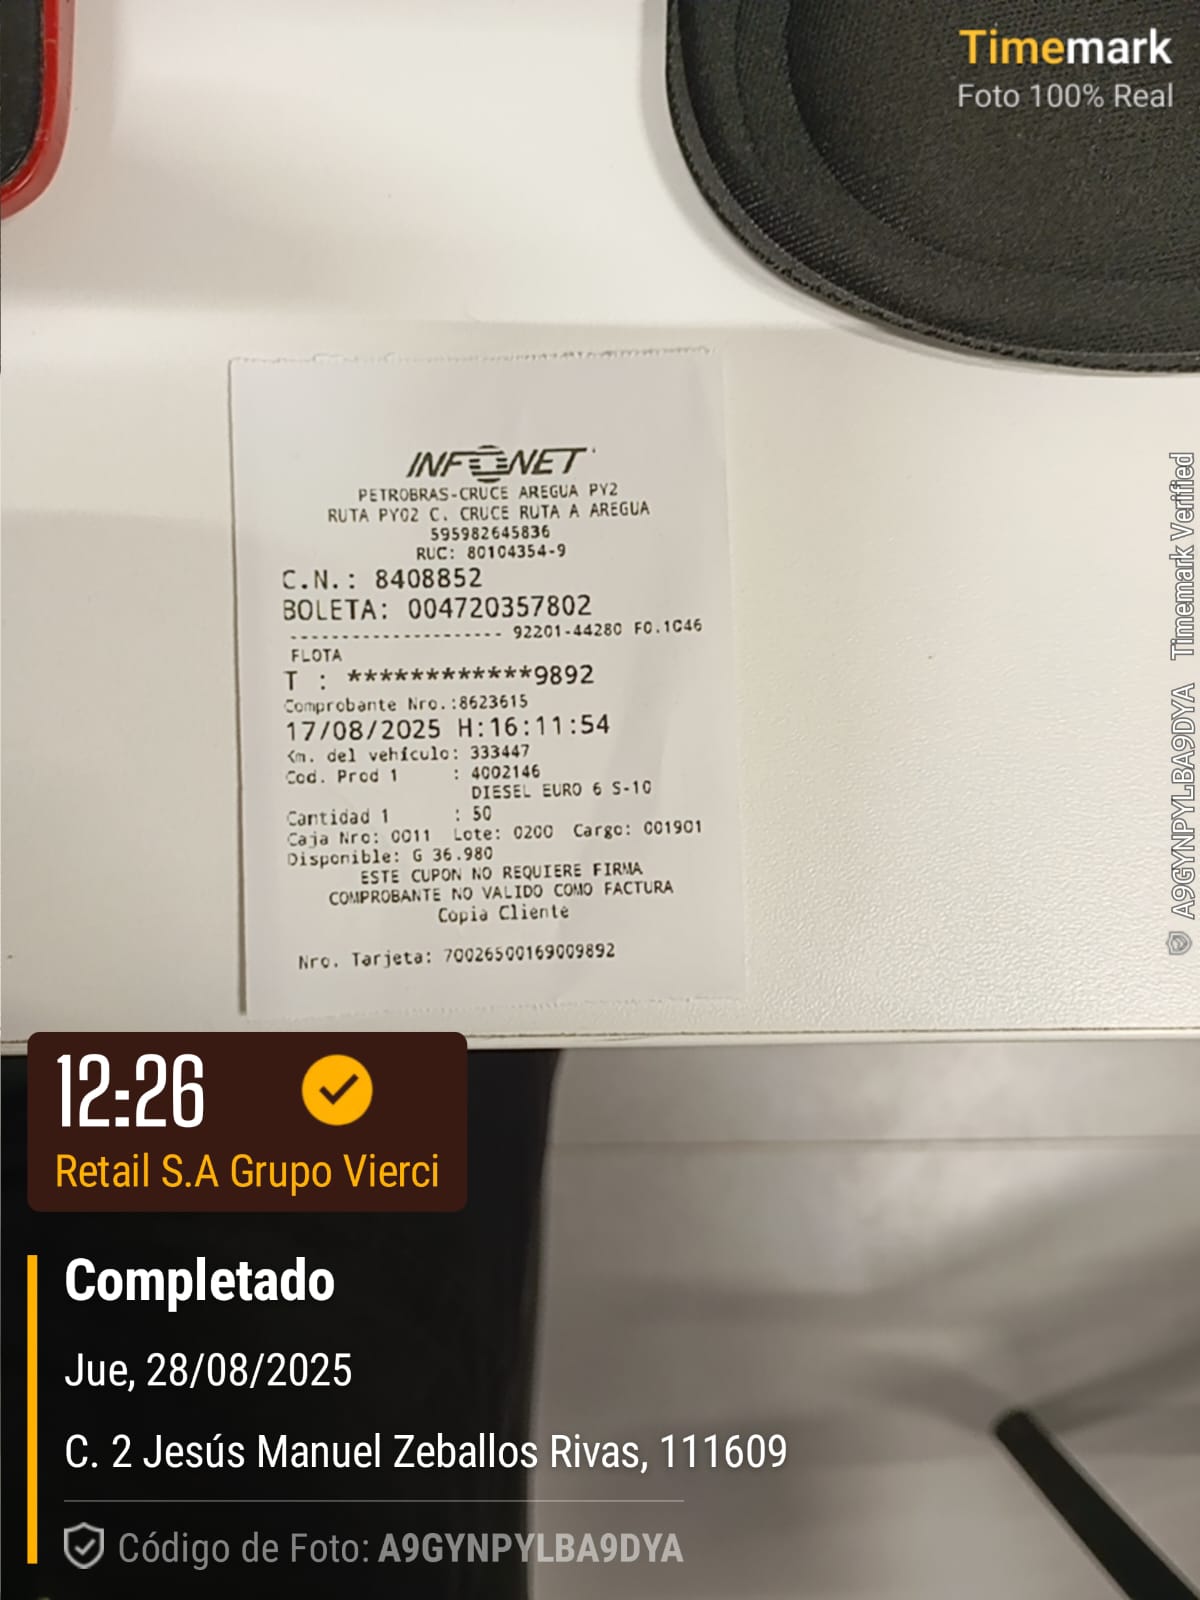 Timemark
Foto 100% Real
INFONET
PETROBRAS-CRUCE AREGUA PY2
RUTA PY02 C. CRUCE RUTA A AREGUA
595982645836
RUC: 80104354-9
C.N.: 8408852
BOLETA: 004720357802
--------------------- 92201-44280 F0.1046
FLOTA
T : ************9892
Comprobante Nro.:8623615
17/08/2025 H:16:11:54
Km. del vehículo: 333447
Cod. Prod 1 : 4002146
DIESEL EURO 6 S-10
Cantidad 1 : 50
Caja Nro: 0011 Lote: 0200 Cargo: 001901
Disponible: G 36.980
ESTE CUPON NO REQUIERE FIRMA
COMPROBANTE NO VALIDO COMO FACTURA
Copia Cliente
Nro. Tarjeta: 70026500169009892
A9GYNPYLBA9DYA Timemark Verified
12:26
Retail S.A Grupo Vierci
Completado
Jue, 28/08/2025
C. 2 Jesús Manuel Zeballos Rivas, 111609
Código de Foto: A9GYNPYLBA9DYA